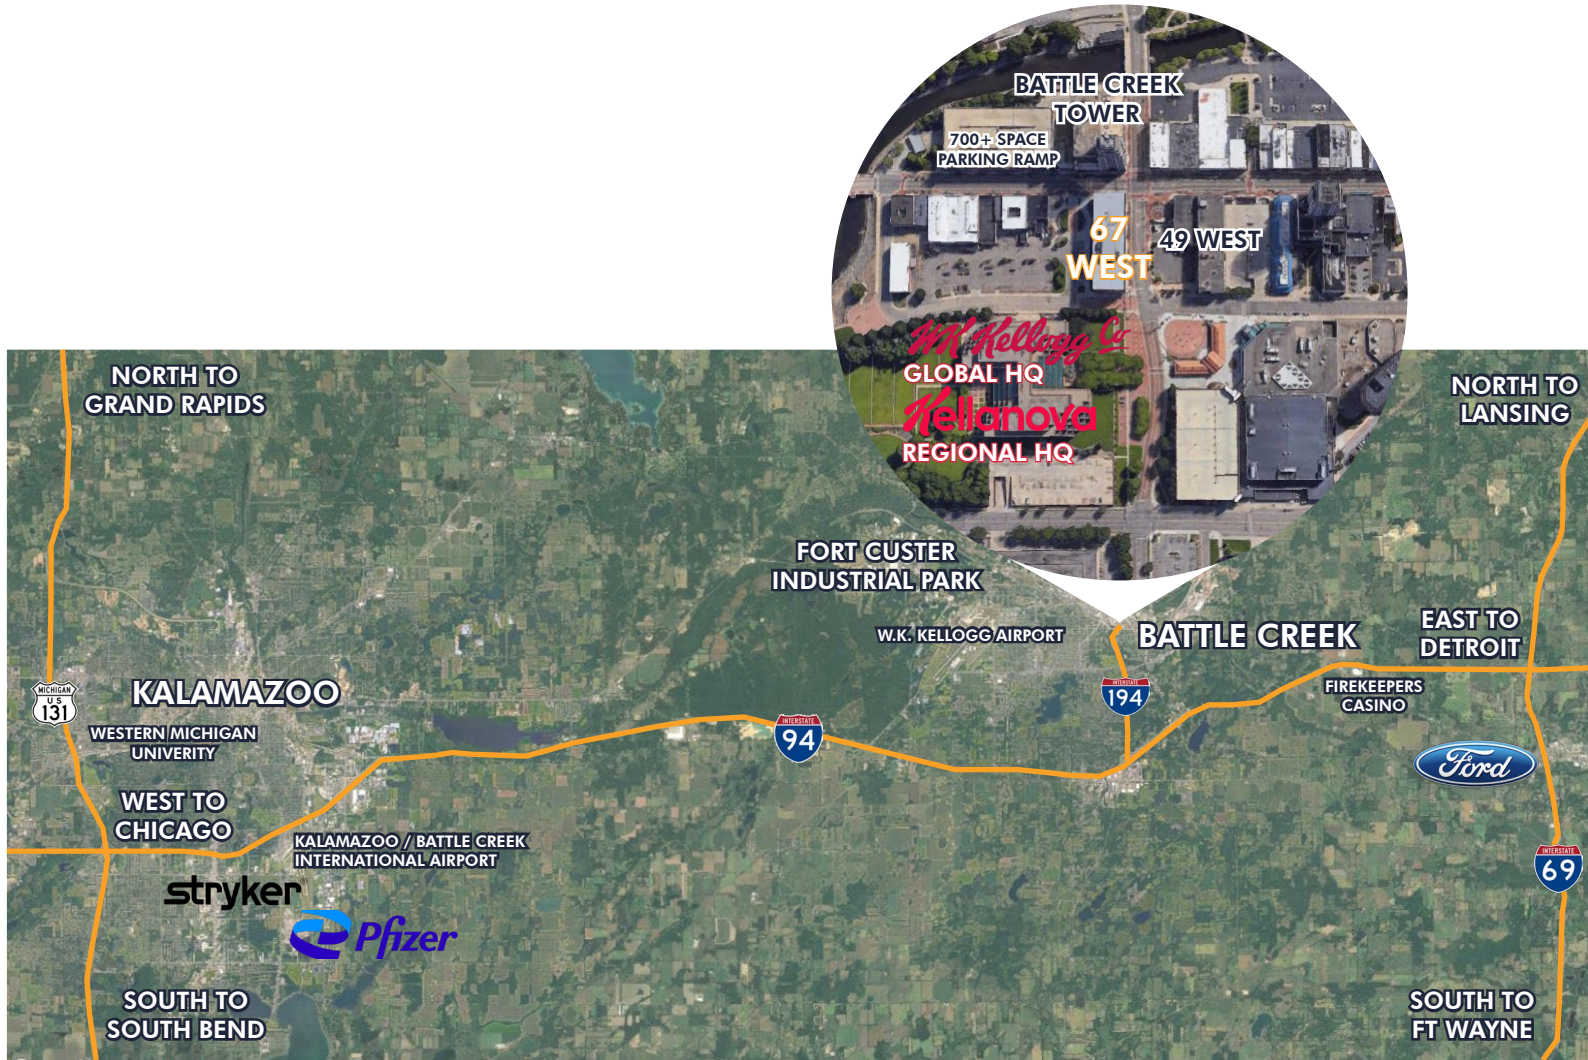 BATTLE CREEK
TOWER
700+ SPACE
PARKING RAMP
67
WEST
49 WEST
WK Kellogg Co
GLOBAL HQ
Kellanova
REGIONAL HQ
NORTH TO
GRAND RAPIDS
NORTH TO
LANSING
FORT CUSTER
INDUSTRIAL PARK
W.K. KELLOGG AIRPORT
BATTLE CREEK
EAST TO
DETROIT
INTERSTATE
194
FIREKEEPERS
CASINO
MICHIGAN
US
131
KALAMAZOO
WESTERN MICHIGAN
UNIVERITY
INTERSTATE
94
Ford
WEST TO
CHICAGO
KALAMAZOO / BATTLE CREEK
INTERNATIONAL AIRPORT
INTERSTATE
69
stryker®
Pfizer
SOUTH TO
SOUTH BEND
SOUTH TO
FT WAYNE